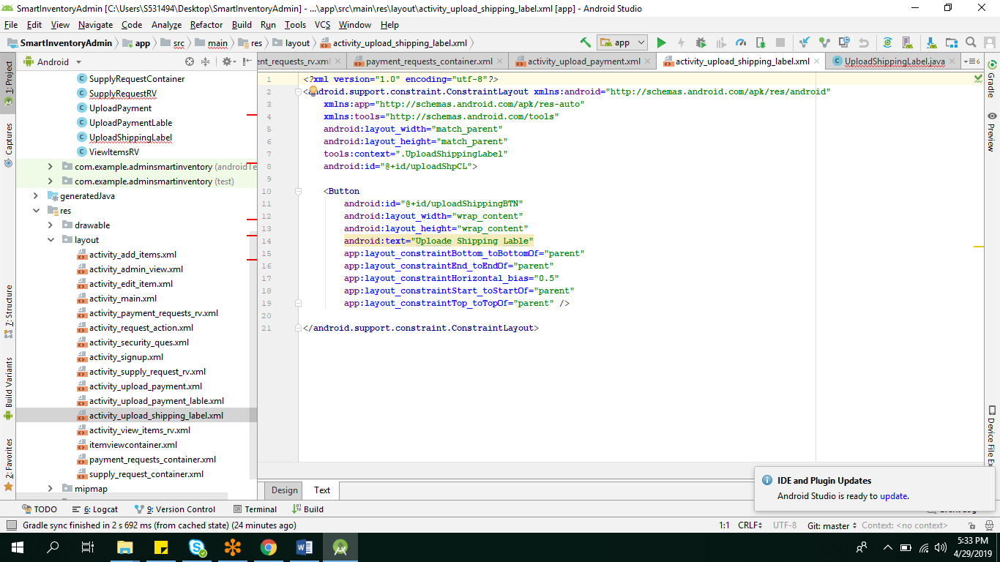 SmartInventoryAdmin [C:\Users\S531494\Desktop\SmartInventoryAdmin] - ...\app\src\main\res\layout\activity_upload_shipping_label.xml [app] - Android Studio
File Edit View Navigate Code Analyze Refactor Build Run Tools VCS Window Help
SmartInventoryAdmin app src main res layout activity_upload_shipping_label.xml app
Android
ent_requests_rv.xml payment_requests_container.xml activity_upload_payment.xml activity_upload_shipping_label.xml UploadShippingLabel.java 6
1: Project
Captures
7: Structure
Build Variants
2: Favorites
SupplyRequestContainer
SupplyRequestRV
UploadPayment
UploadPaymentLable
UploadShippingLabel
ViewItemsRV
com.example.adminsmartinventory (androidTe
com.example.adminsmartinventory (test)
generatedJava
res
drawable
layout
activity_add_items.xml
activity_admin_view.xml
activity_edit_item.xml
activity_main.xml
activity_payment_requests_rv.xml
activity_request_action.xml
activity_security_ques.xml
activity_signup.xml
activity_supply_request_rv.xml
activity_upload_payment.xml
activity_upload_payment_lable.xml
activity_upload_shipping_label.xml
activity_view_items_rv.xml
itemviewcontainer.xml
payment_requests_container.xml
supply_request_container.xml
mipmap
1 <?xml version="1.0" encoding="utf-8"?>
2 <android.support.constraint.ConstraintLayout xmlns:android="http://schemas.android.com/apk/res/android"
3 xmlns:app="http://schemas.android.com/apk/res-auto"
4 xmlns:tools="http://schemas.android.com/tools"
5 android:layout_width="match_parent"
6 android:layout_height="match_parent"
7 tools:context=".UploadShippingLabel"
8 android:id="@+id/uploadShpCL">
9
10 <Button
11 android:id="@+id/uploadShippingBTN"
12 android:layout_width="wrap_content"
13 android:layout_height="wrap_content"
14 android:text="Uploade Shipping Lable"
15 app:layout_constraintBottom_toBottomOf="parent"
16 app:layout_constraintEnd_toEndOf="parent"
17 app:layout_constraintHorizontal_bias="0.5"
18 app:layout_constraintStart_toStartOf="parent"
19 app:layout_constraintTop_toTopOf="parent" />
20
21 </android.support.constraint.ConstraintLayout>
Gradle
Preview
Device File Ex
Design Text
IDE and Plugin Updates
Android Studio is ready to update.
TODO 6: Logcat 9: Version Control Terminal Build
Gradle sync finished in 2 s 692 ms (from cached state) (24 minutes ago) 1:1 CRLF UTF-8 Git: master Context: <no context>
5:33 PM
4/29/2019